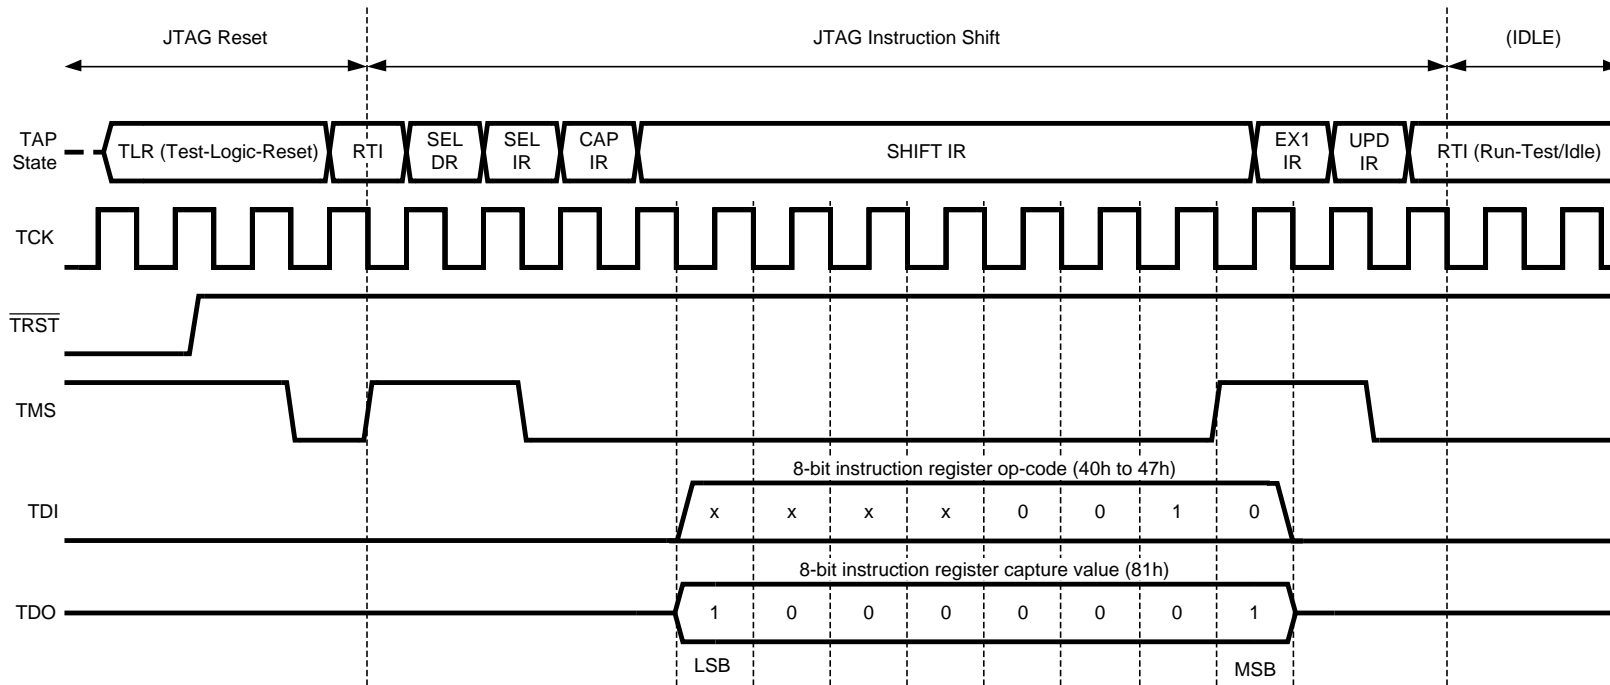 JTAG Reset
JTAG Instruction Shift
(IDLE)
TAP
State
TLR (Test-Logic-Reset)
RTI
SEL
DR
SEL
IR
CAP
IR
SHIFT IR
EX1
IR
UPD
IR
RTI (Run-Test/Idle)
TCK
TRST
TMS
8-bit instruction register op-code (40h to 47h)
TDI
x x x x 0 0 1 0
8-bit instruction register capture value (81h)
TDO
1 0 0 0 0 0 0 1
LSB
MSB